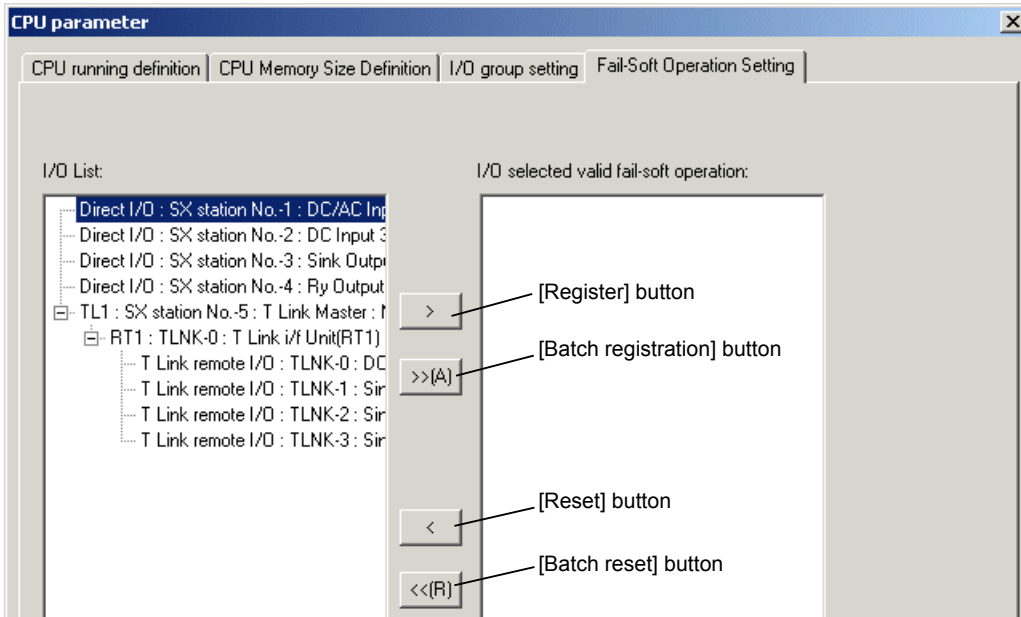 CPU parameter
CPU running definition CPU Memory Size Definition I/O group setting Fail-Soft Operation Setting
I/O List:
I/O selected valid fail-soft operation:
Direct I/O : SX station No.-1 : DC/AC Inp
Direct I/O : SX station No.-2 : DC Input 3
Direct I/O : SX station No.-3 : Sink Outpu
Direct I/O : SX station No.-4 : Ry Output
TL1 : SX station No.-5 : T Link Master :
RT1 : TLNK-0 : T Link i/f Unit(RT1)
T Link remote I/O : TLNK-0 : DC
T Link remote I/O : TLNK-1 : Sin
T Link remote I/O : TLNK-2 : Sin
T Link remote I/O : TLNK-3 : Sin
>
[Register] button
>>(A)
[Batch registration] button
<
[Reset] button
<<(R)
[Batch reset] button